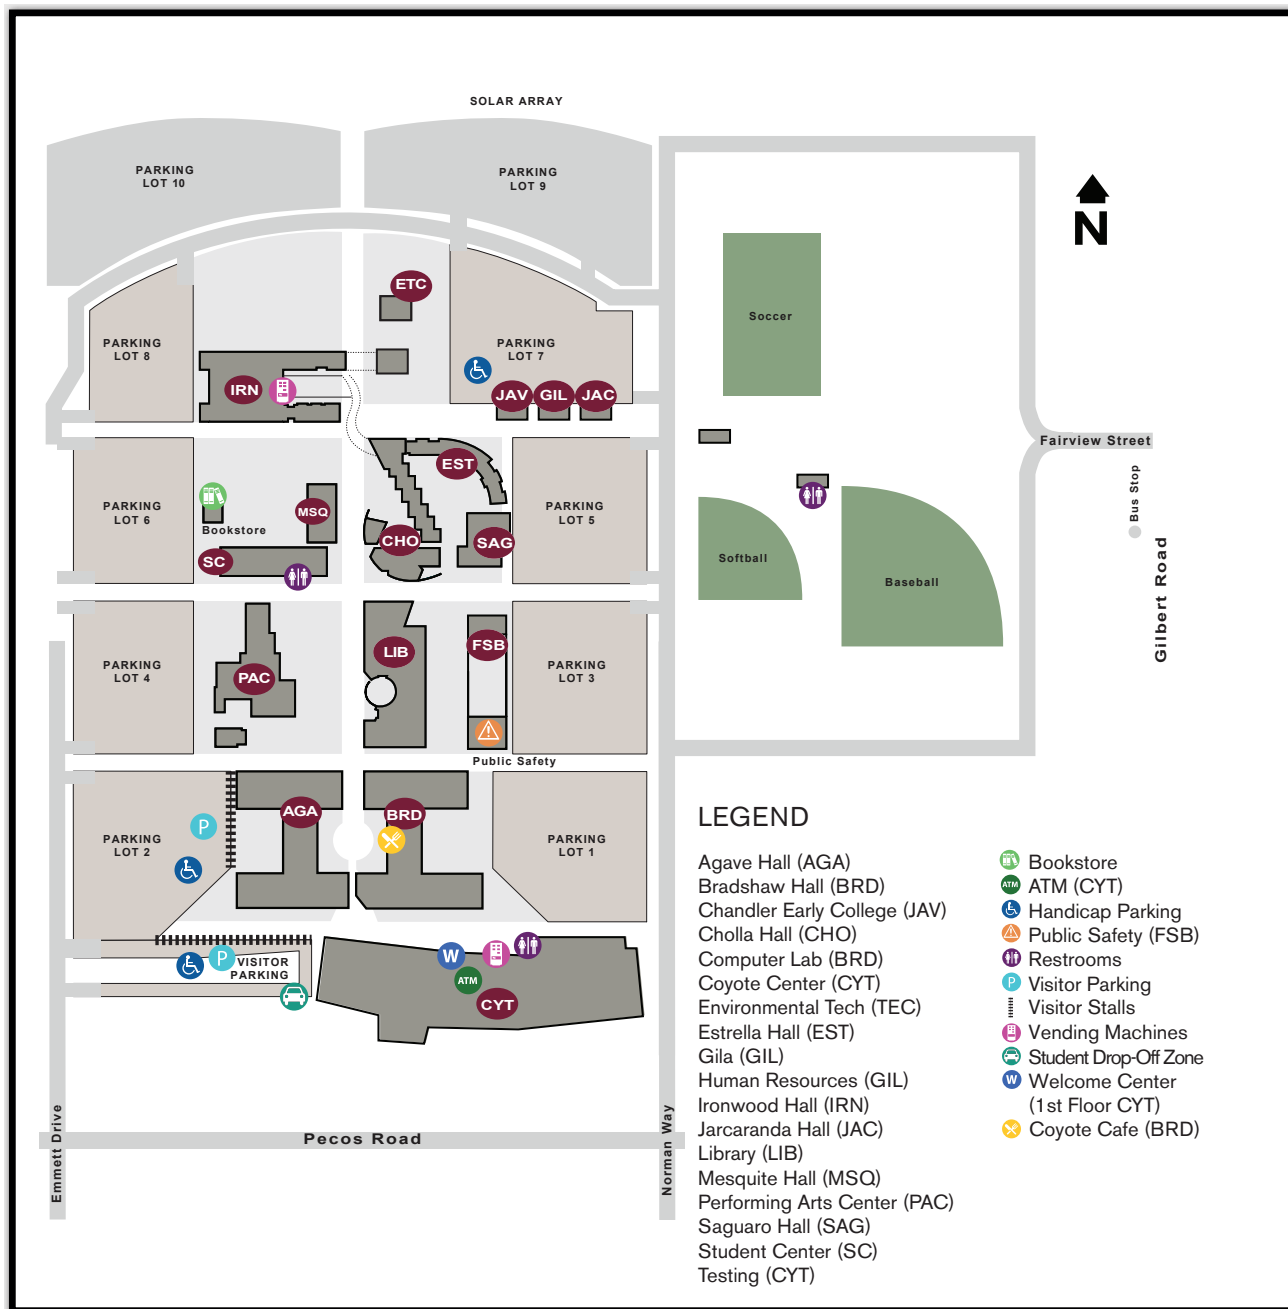 SOLAR ARRAY
PARKING
LOT 10
PARKING
LOT 9
N
ETC
Soccer
PARKING
LOT 8
PARKING
LOT 7
IRN
JAV
GIL
JAC
Fairview Street
EST
Bus Stop
PARKING
LOT 6
MSQ
PARKING
LOT 5
Bookstore
CHO
SAG
SC
Softball
Baseball
Gilbert Road
FSB
LIB
PARKING
LOT 4
PAC
PARKING
LOT 3
Public Safety
AGA
BRD
P
PARKING
LOT 2
PARKING
LOT 1
P
VISITOR
PARKING
W
ATM
CYT
Emmett Drive
Pecos Road
Norman Way
LEGEND
Agave Hall (AGA)
Bradshaw Hall (BRD)
Chandler Early College (JAV)
Cholla Hall (CHO)
Computer Lab (BRD)
Coyote Center (CYT)
Environmental Tech (TEC)
Estrella Hall (EST)
Gila (GIL)
Human Resources (GIL)
Ironwood Hall (IRN)
Jarcaranda Hall (JAC)
Library (LIB)
Mesquite Hall (MSQ)
Performing Arts Center (PAC)
Saguaro Hall (SAG)
Student Center (SC)
Testing (CYT)
Bookstore
ATM ATM (CYT)
Handicap Parking
Public Safety (FSB)
Restrooms
P Visitor Parking
Visitor Stalls
Vending Machines
Student Drop-Off Zone
W Welcome Center
(1st Floor CYT)
Coyote Cafe (BRD)